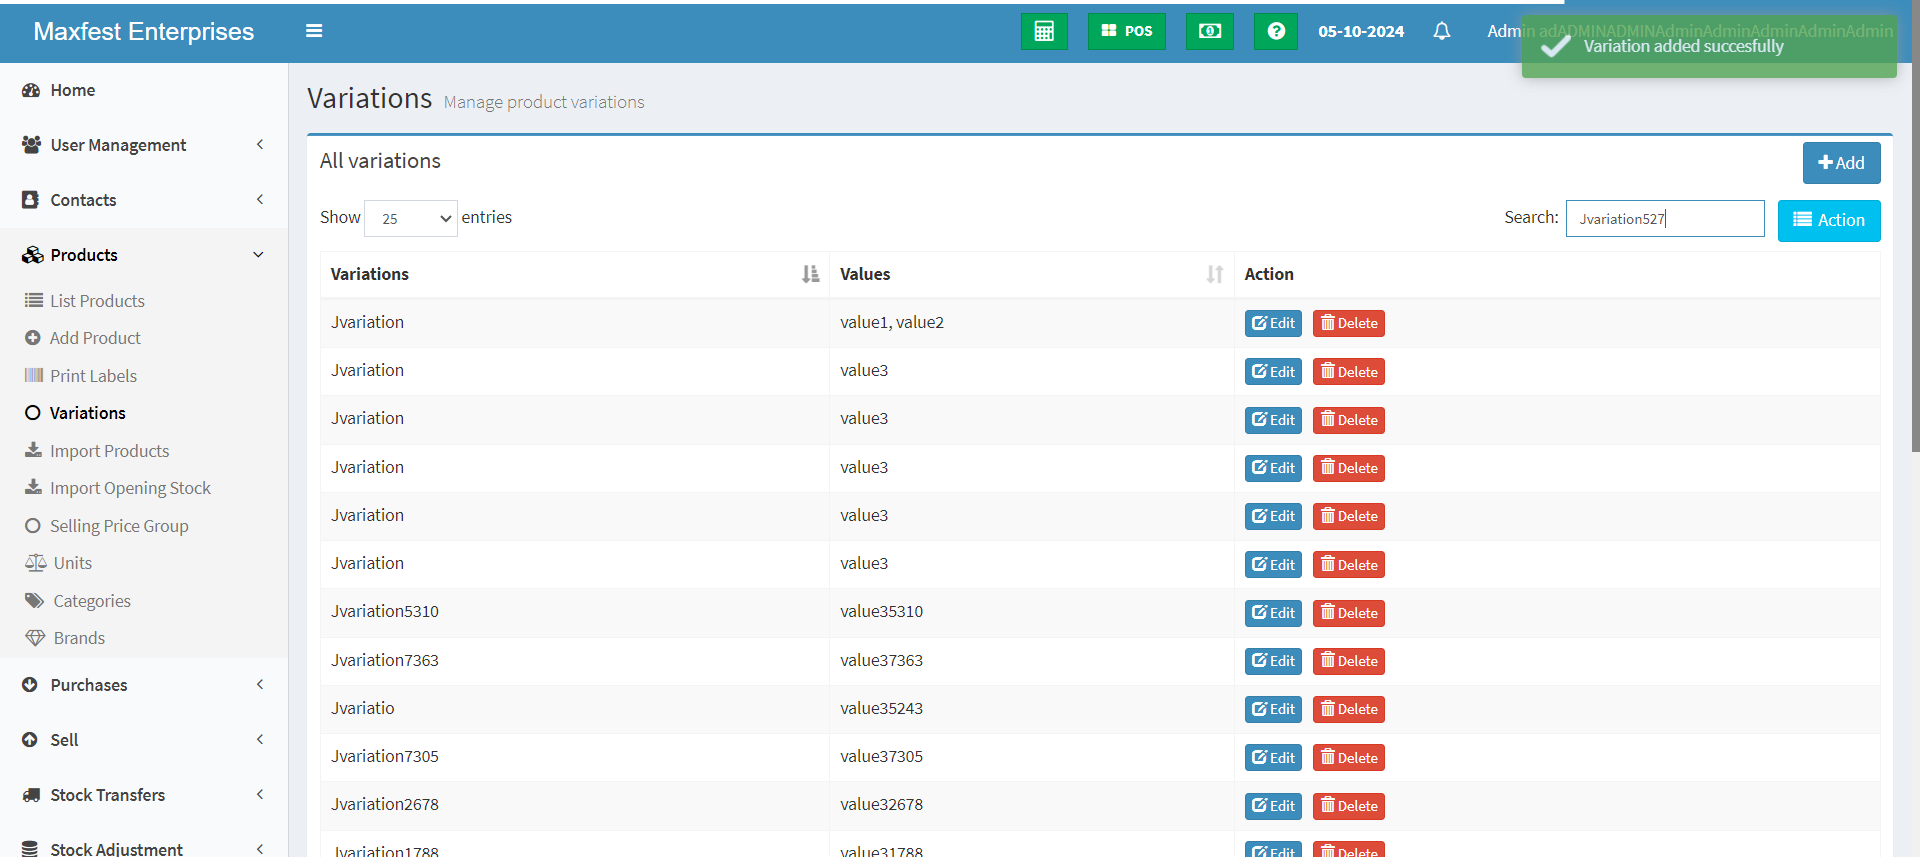 Maxfest Enterprises
POS
05-10-2024
Admin adADMINADMINAdminAdminAdminAdminAdmin
Variation added succesfully
Home
User Management
Contacts
Products
List Products
Add Product
Print Labels
Variations
Import Products
Import Opening Stock
Selling Price Group
Units
Categories
Brands
Purchases
Sell
Stock Transfers
Stock Adjustment
Variations Manage product variations
All variations
Add
Show 25 entries
Search: Jvariation527
Action
Variations Values Action
Jvariation value1, value2 Edit Delete
Jvariation value3 Edit Delete
Jvariation value3 Edit Delete
Jvariation value3 Edit Delete
Jvariation value3 Edit Delete
Jvariation value3 Edit Delete
Jvariation5310 value35310 Edit Delete
Jvariation7363 value37363 Edit Delete
Jvariatio value35243 Edit Delete
Jvariation7305 value37305 Edit Delete
Jvariation2678 value32678 Edit Delete
Jvariation1788 value31788 Edit Delete